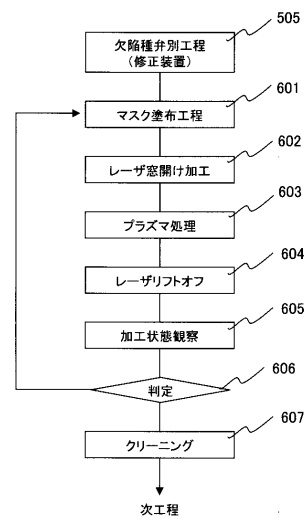 505
欠陥種弁別工程
(修正装置)
601
マスク塗布工程
602
レーザ窓開け加工
603
プラズマ処理
604
レーザリフトオフ
605
加工状態観察
606
判定
607
クリーニング
次工程